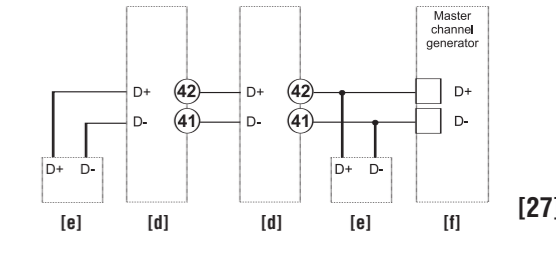 Master
channel
generator
D+ 42 D+ 42 D+
D- 41 D- 41 D-
D+ D- D+ D-
[e] [d] [d] [e] [f]
[27]